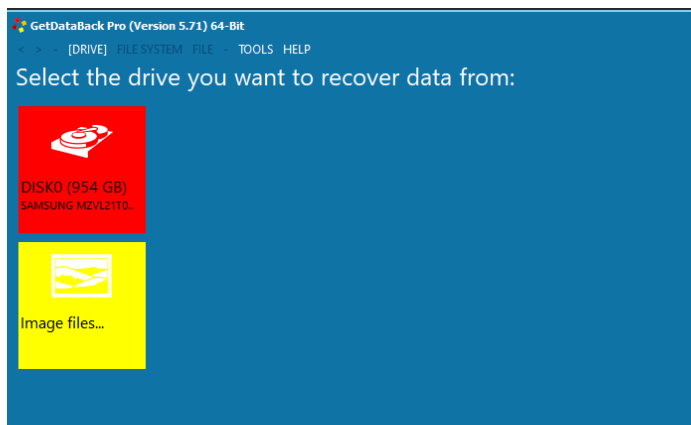 GetDataBack Pro (Version 5.71) 64-Bit
< > - [DRIVE] FILE SYSTEM FILE - TOOLS HELP
Select the drive you want to recover data from:
DISK0 (954 GB)
SAMSUNG MZVL21T0..
Image files...